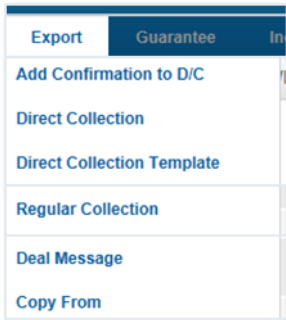 Export Guarantee
Add Confirmation to D/C
Direct Collection
Direct Collection Template
Regular Collection
Deal Message
Copy From